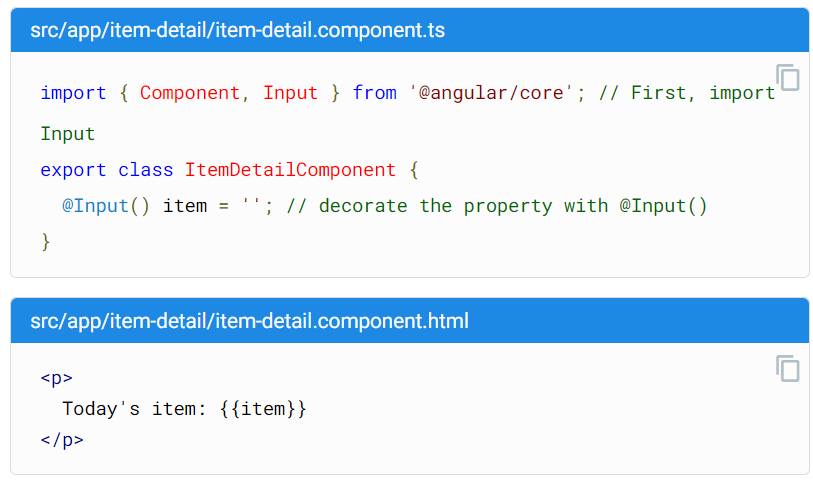 src/app/item-detail/item-detail.component.ts
import { Component, Input } from '@angular/core'; // First, import
Input
export class ItemDetailComponent {
  @Input() item = ''; // decorate the property with @Input()
}
src/app/item-detail/item-detail.component.html
<p>
  Today's item: {{item}}
</p>